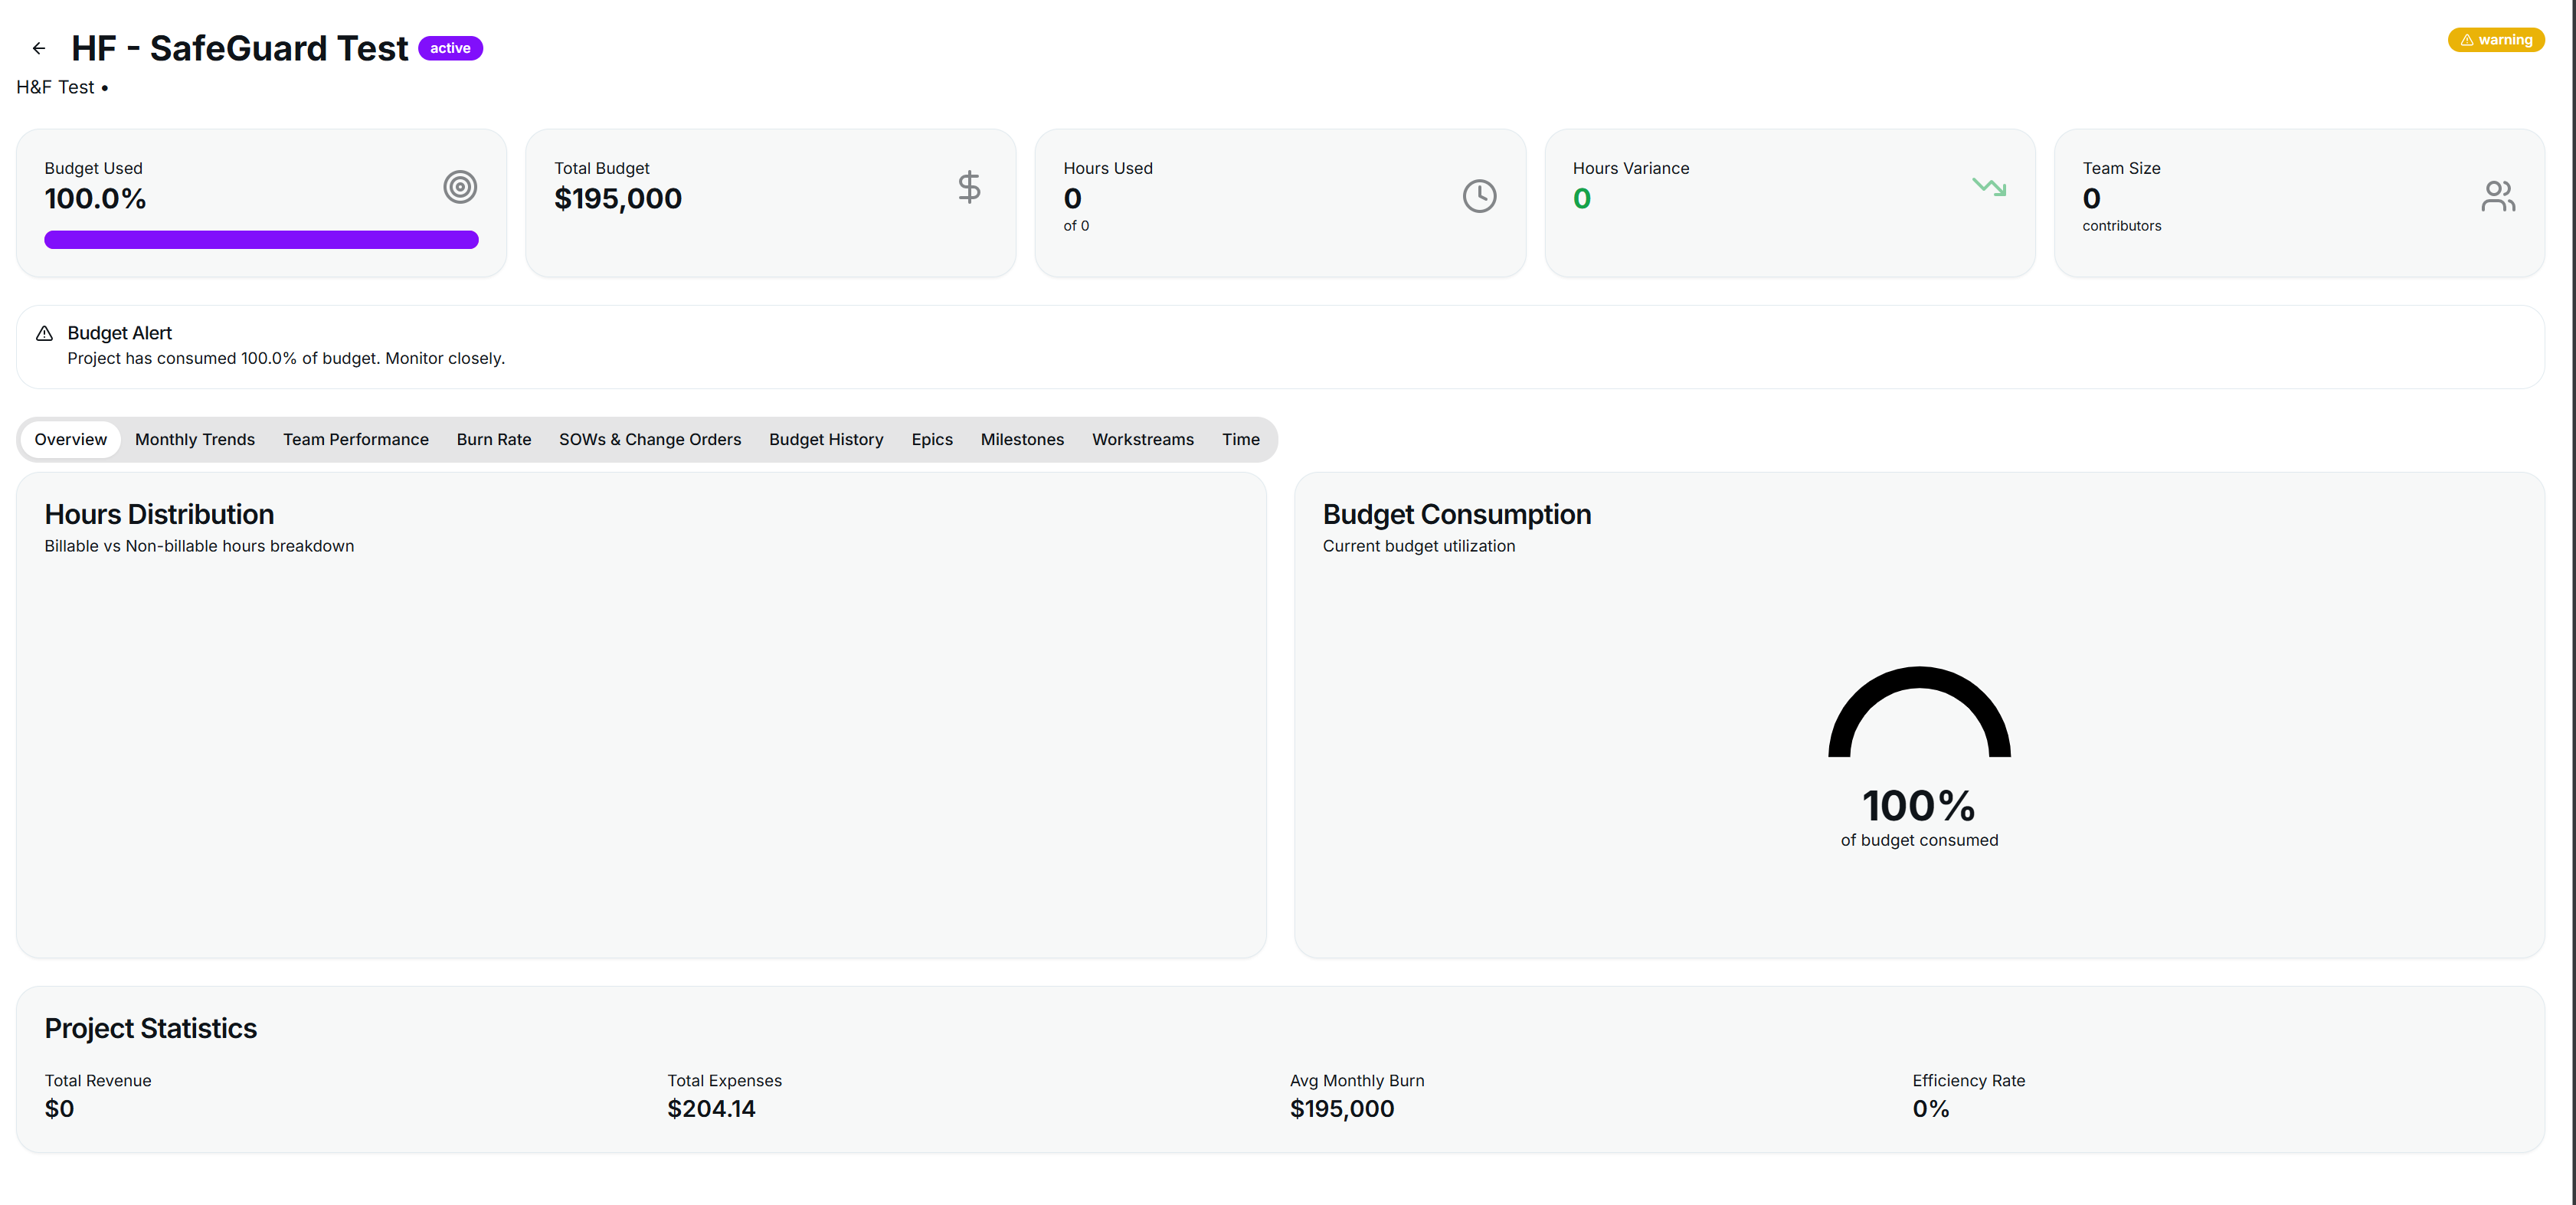 HF - SafeGuard Test active
warning
H&F Test •
Budget Used
100.0%
Total Budget
$195,000
Hours Used
0
of 0
Hours Variance
0
Team Size
0
contributors
Budget Alert
Project has consumed 100.0% of budget. Monitor closely.
Overview Monthly Trends Team Performance Burn Rate SOWs & Change Orders Budget History Epics Milestones Workstreams Time
Hours Distribution
Billable vs Non-billable hours breakdown
Budget Consumption
Current budget utilization
100%
of budget consumed
Project Statistics
Total Revenue
$0
Total Expenses
$204.14
Avg Monthly Burn
$195,000
Efficiency Rate
0%